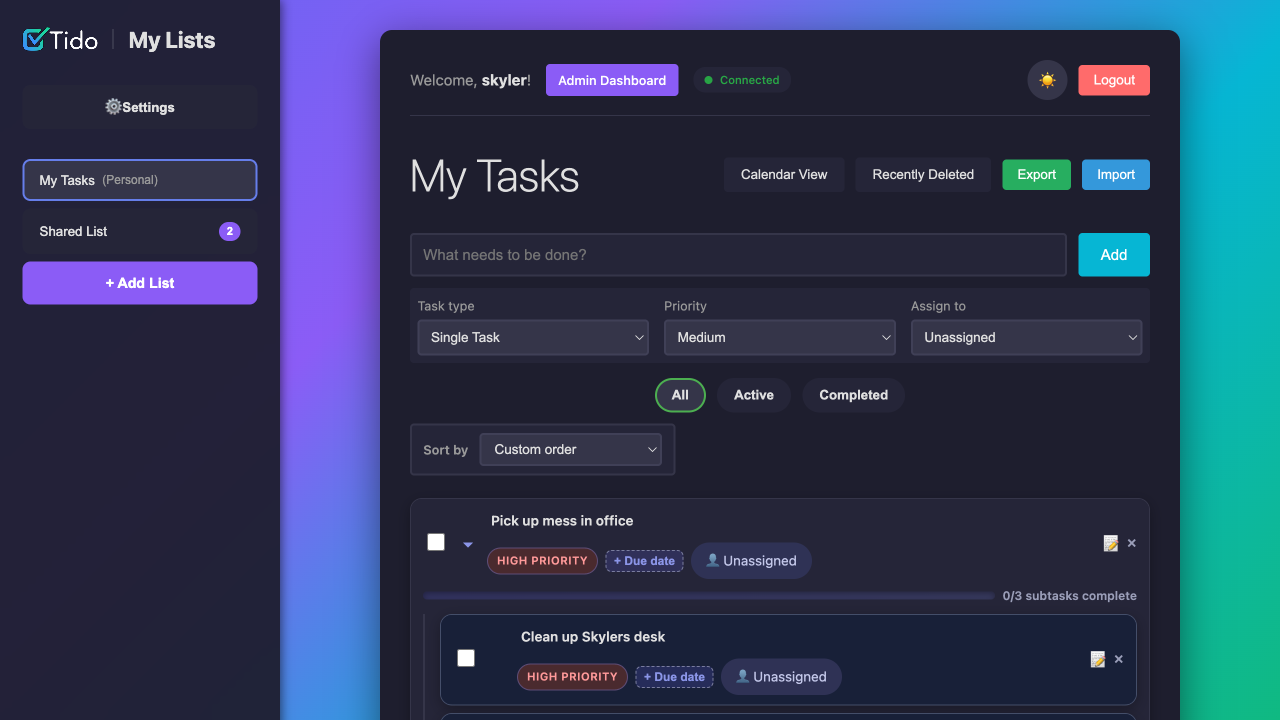 Tido
My Lists
Settings
My Tasks (Personal)
Shared List 2
+ Add List
Welcome, skyler!
Admin Dashboard
Connected
Logout
My Tasks
Calendar View
Recently Deleted
Export
Import
What needs to be done?
Add
Task type
Priority
Assign to
Single Task
Medium
Unassigned
All
Active
Completed
Sort by
Custom order
Pick up mess in office
HIGH PRIORITY
+ Due date
Unassigned
0/3 subtasks complete
Clean up Skylers desk
HIGH PRIORITY
+ Due date
Unassigned